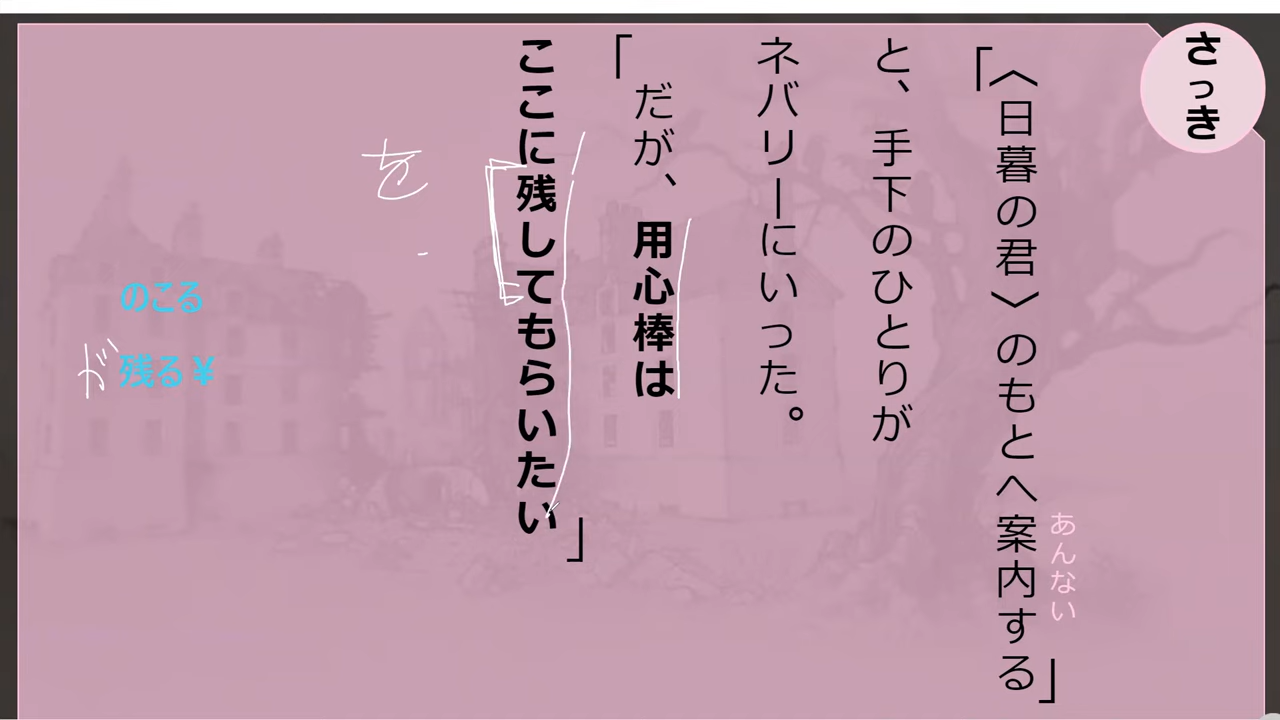 さっき
「〈日暮の君〉のもとへ案内する」
あんない
と、手下のひとりが
ネバリーにいった。
「だが、用心棒は
ここに残してもらいたい」
を
のこる
が残る¥